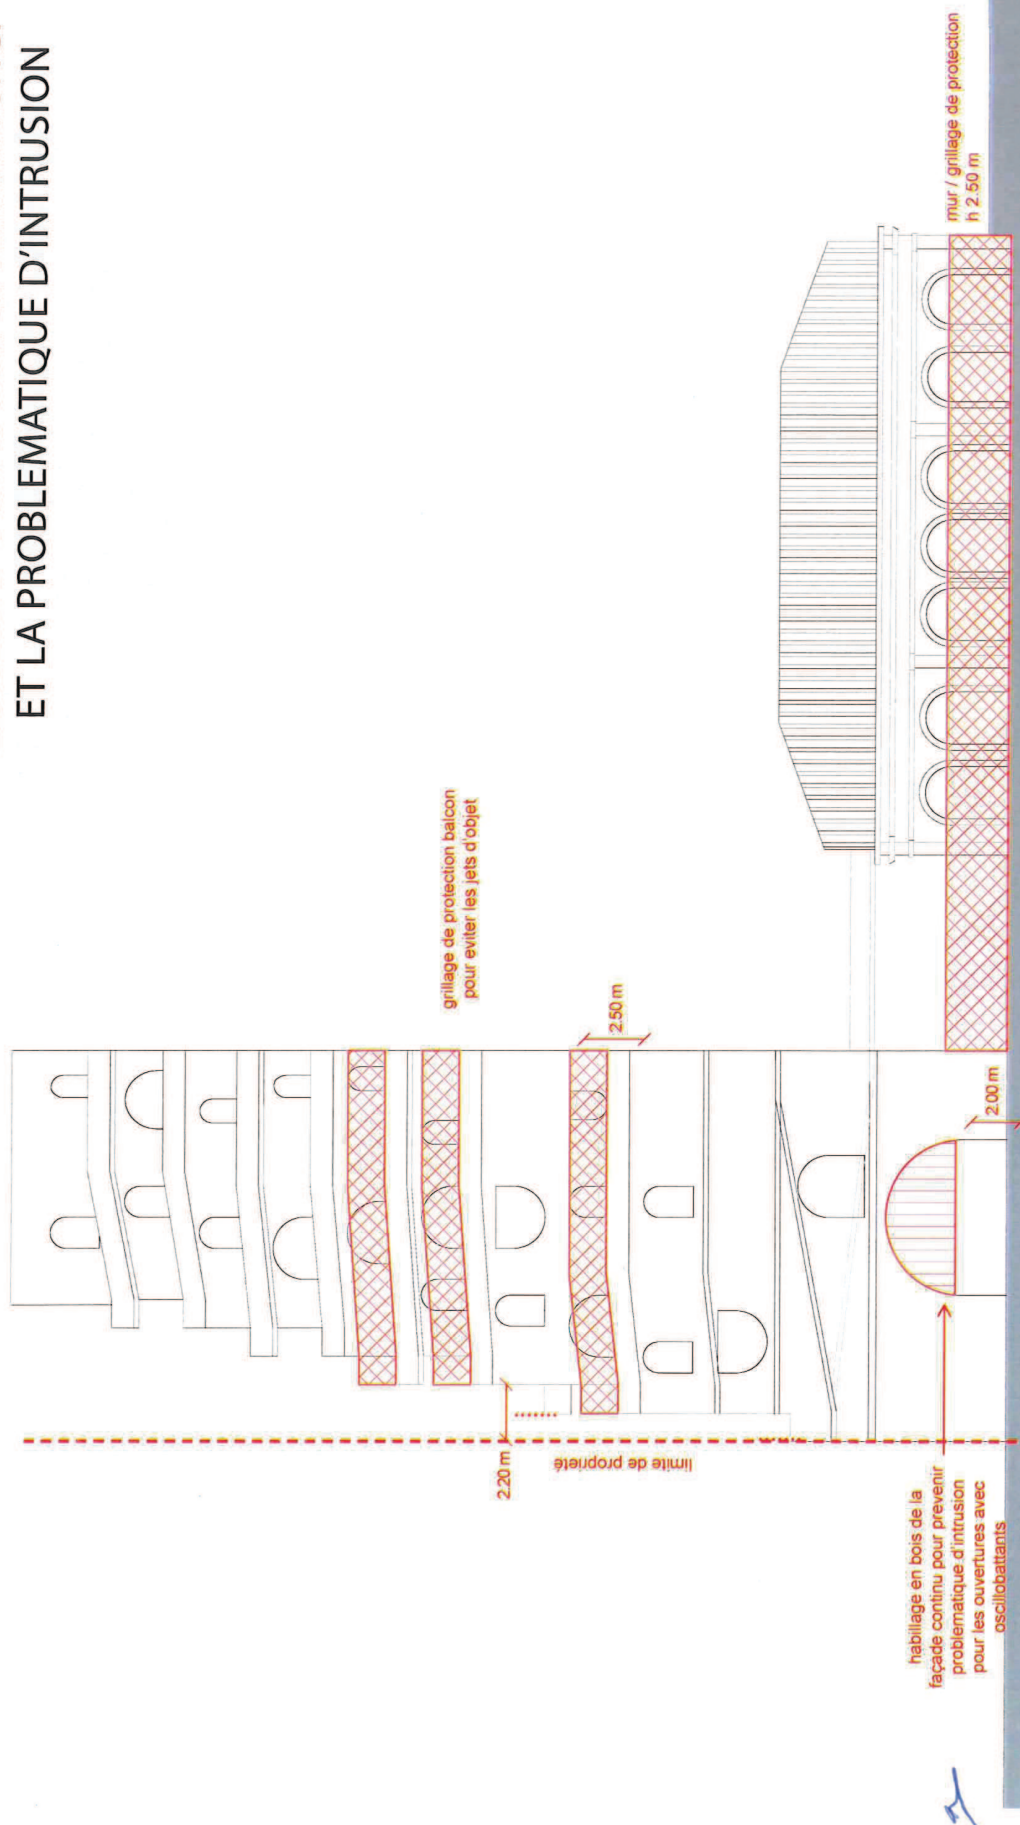 ET LA PROBLEMATIQUE D'INTRUSION
grillage de protection balcon
pour eviter les jets d'objet
2.50 m
2.20 m
limite de propriété
2.00 m
mur / grillage de protection
h 2.50 m
habillage en bois de la
façade continu pour prevenir
problematique d'intrusion
pour les ouvertures avec
oscillobattants